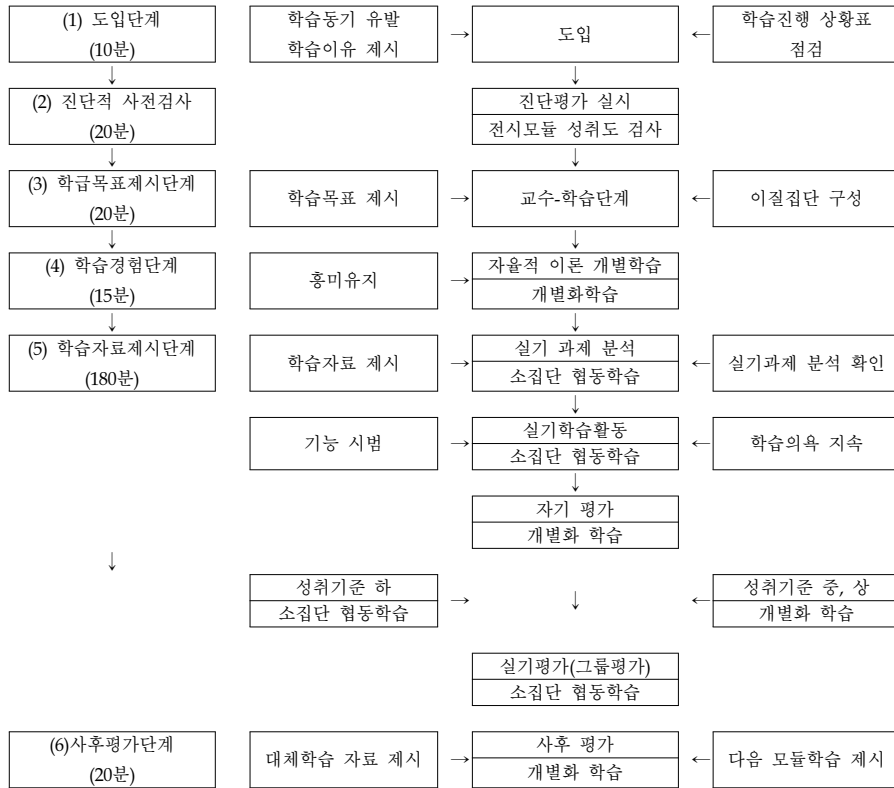 (1) 도입단계
(10분)
학습동기 유발
학습이유 제시
→
도입
←
학습진행 상황표
점검
↓
↓
(2) 진단적 사전검사
(20분)
진단평가 실시
전시모듈 성취도 검사
↓
↓
(3) 학급목표제시단계
(20분)
학습목표 제시
→
교수-학습단계
←
이질집단 구성
↓
↓
(4) 학습경험단계
(15분)
흥미유지
→
자율적 이론 개별학습
개별화학습
↓
↓
(5) 학습자료제시단계
(180분)
학습자료 제시
→
실기 과제 분석
소집단 협동학습
←
실기과제 분석 확인
↓
기능 시범
→
실기학습활동
소집단 협동학습
←
학습의욕 지속
↓
자기 평가
개별화 학습
↓
성취기준 하
소집단 협동학습
→
↓
←
성취기준 중, 상
개별화 학습
실기평가(그룹평가)
소집단 협동학습
(6)사후평가단계
(20분)
대체학습 자료 제시
→
사후 평가
개별화 학습
←
다음 모듈학습 제시